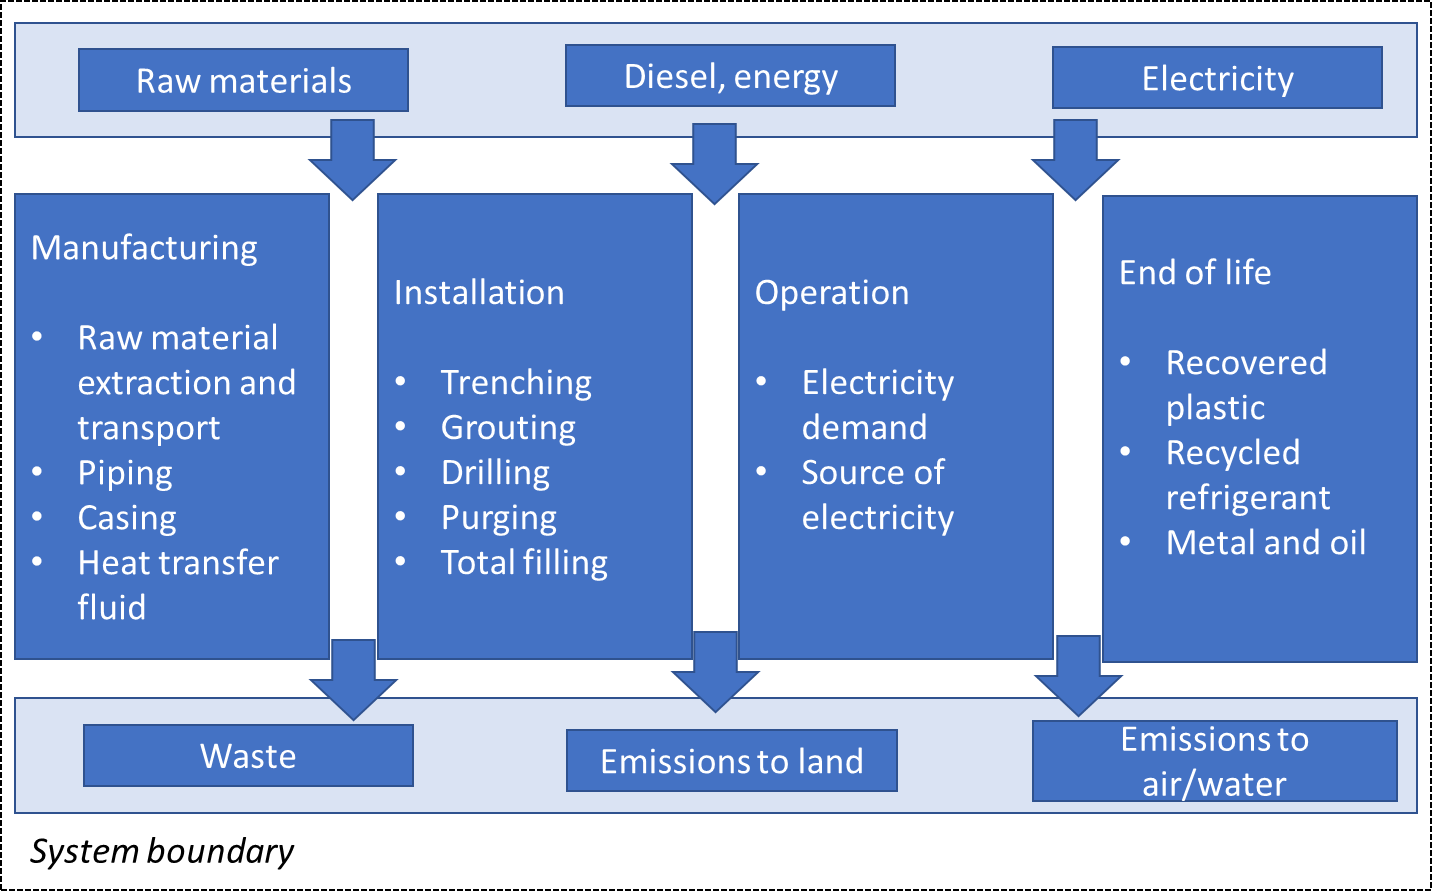 Raw materials
Diesel, energy
Electricity
Manufacturing
• Raw material
extraction and
transport
• Piping
• Casing
• Heat transfer
fluid
Installation
• Trenching
• Grouting
• Drilling
• Purging
• Total filling
Operation
• Electricity
demand
• Source of
electricity
End of life
• Recovered
plastic
• Recycled
refrigerant
• Metal and oil
Waste
Emissions to land
Emissions to
air/water
System boundary